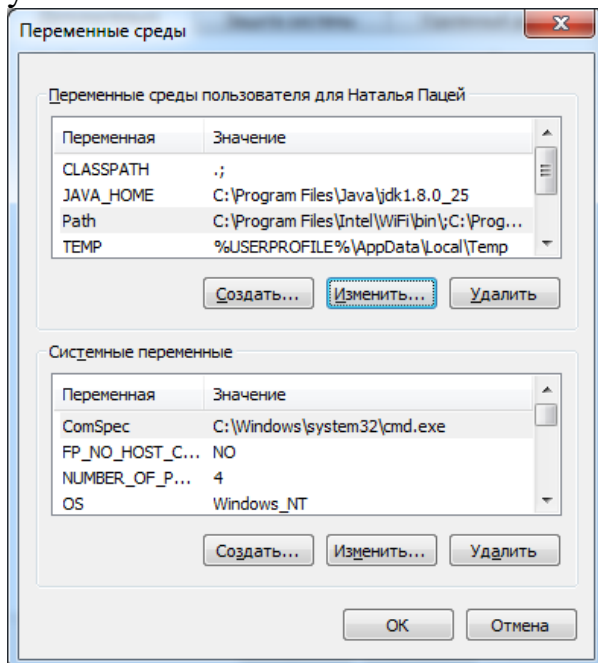 Переменные среды
Переменные среды пользователя для Наталья Пацей
Переменная Значение
CLASSPATH .;
JAVA_HOME C:\Program Files\Java\jdk1.8.0_25
Path C:\Program Files\Intel\WiFi\bin\;C:\Prog...
TEMP %USERPROFILE%\AppData\Local\Temp
Создать... Изменить... Удалить
Системные переменные
Переменная Значение
ComSpec C:\Windows\system32\cmd.exe
FP_NO_HOST_C... NO
NUMBER_OF_P... 4
OS Windows_NT
Создать... Изменить... Удалить
OK Отмена